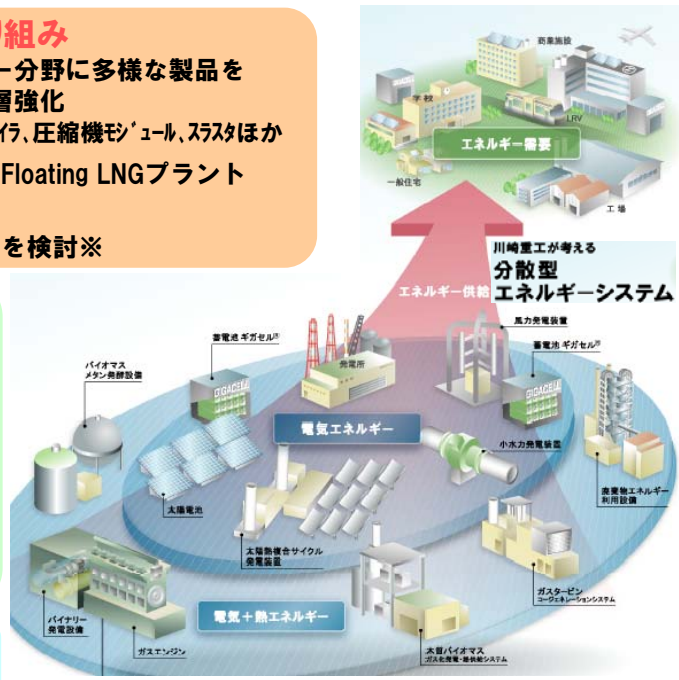 組み
ー分野に多様な製品を
層強化
イラ、圧縮機モジュール、スラスタほか
Floating LNGプラント
を検討※
商業施設
学校
LRV
エネルギー需要
一般住宅
工場
川崎重工が考える
分散型
エネルギーシステム
エネルギー供給
風力発電装置
蓄電池 ギガセル®
発電所
蓄電池 ギガセル®
バイオマス
メタン発酵設備
GIGACELL
GIGACELL
電気エネルギー
小水力発電装置
廃棄物エネルギー
利用設備
太陽電池
太陽熱複合サイクル
発電装置
ガスタービン
コージェネレーションシステム
バイナリー
発電設備
電気＋熱エネルギー
ガスエンジン
木質バイオマス
ガス化発電・熱供給システム